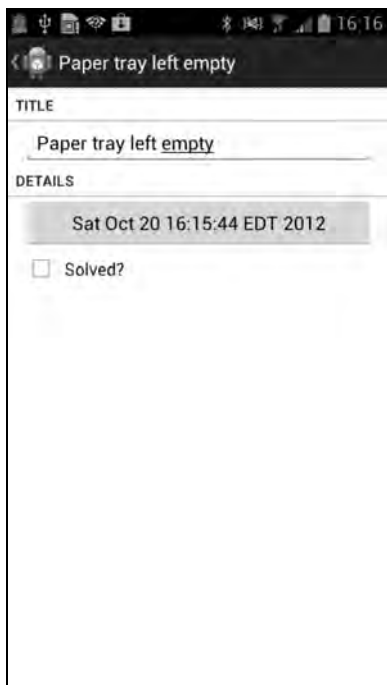 16:16
Paper tray left empty
TITLE
Paper tray left empty
DETAILS
Sat Oct 20 16:15:44 EDT 2012
Solved?